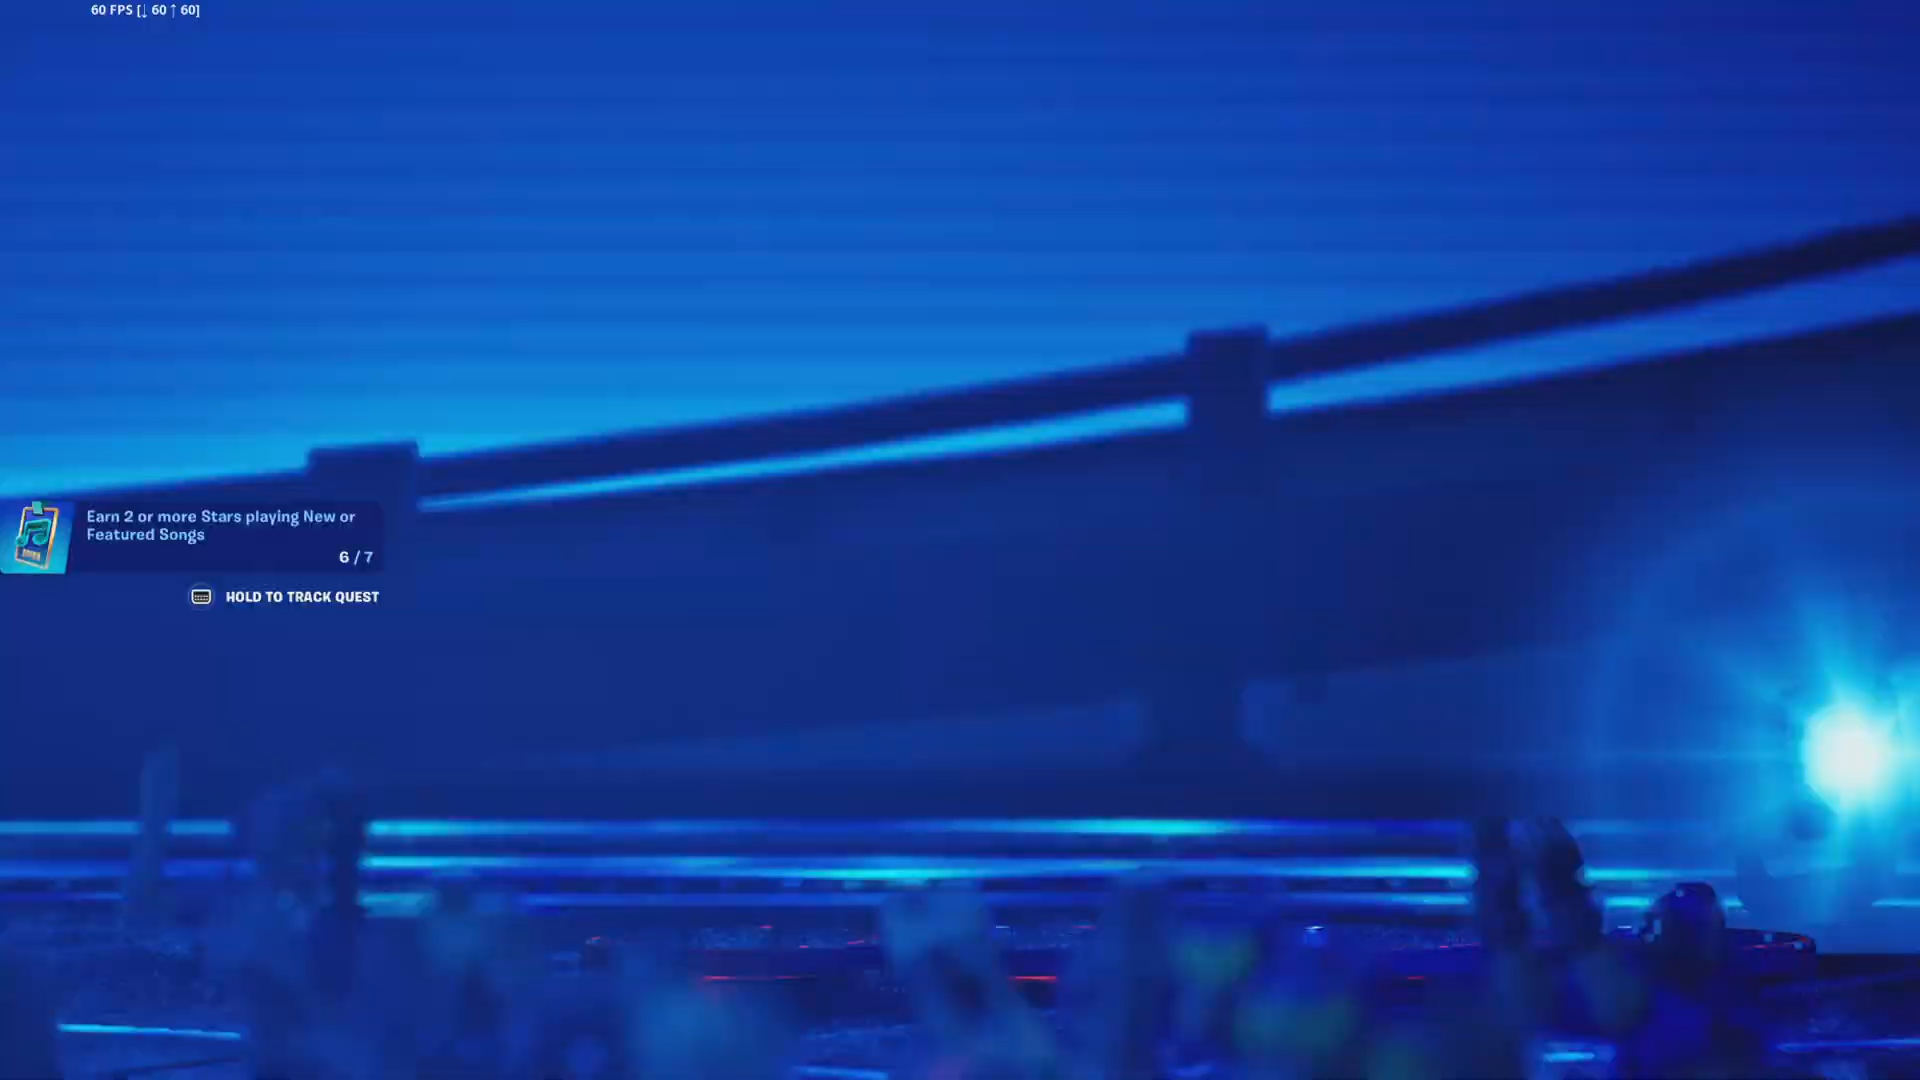 60 FPS [↓ 60 ↑ 60]
Earn 2 or more Stars playing New or
Featured Songs
6 / 7
HOLD TO TRACK QUEST